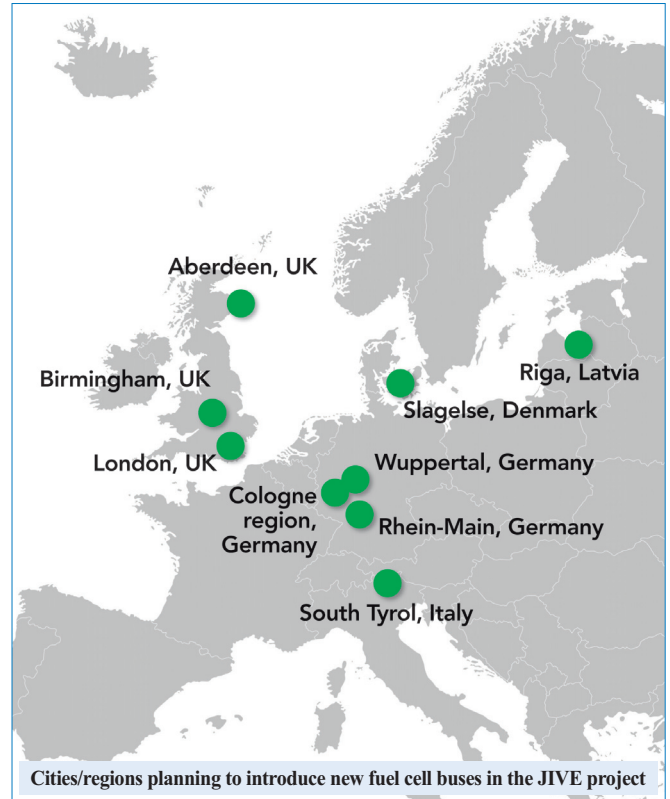 Aberdeen, UK
Birmingham, UK
London, UK
Riga, Latvia
Slagelse, Denmark
Wuppertal, Germany
Cologne
region,
Germany
Rhein-Main, Germany
South Tyrol, Italy
Cities/regions planning to introduce new fuel cell buses in the JIVE project